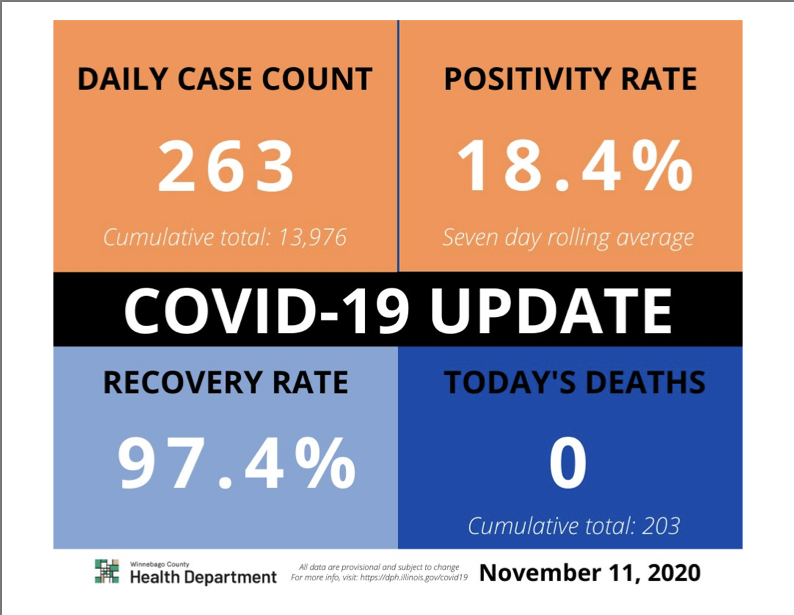 DAILY CASE COUNT
263
Cumulative total: 13,976
POSITIVITY RATE
18.4%
Seven day rolling average
COVID-19 UPDATE
RECOVERY RATE
97.4%
TODAY'S DEATHS
0
Cumulative total: 203
Winnebago County
Health Department
All data are provisional and subject to change
For more info, visit: https://dph.illinois.gov/covid19
November 11, 2020